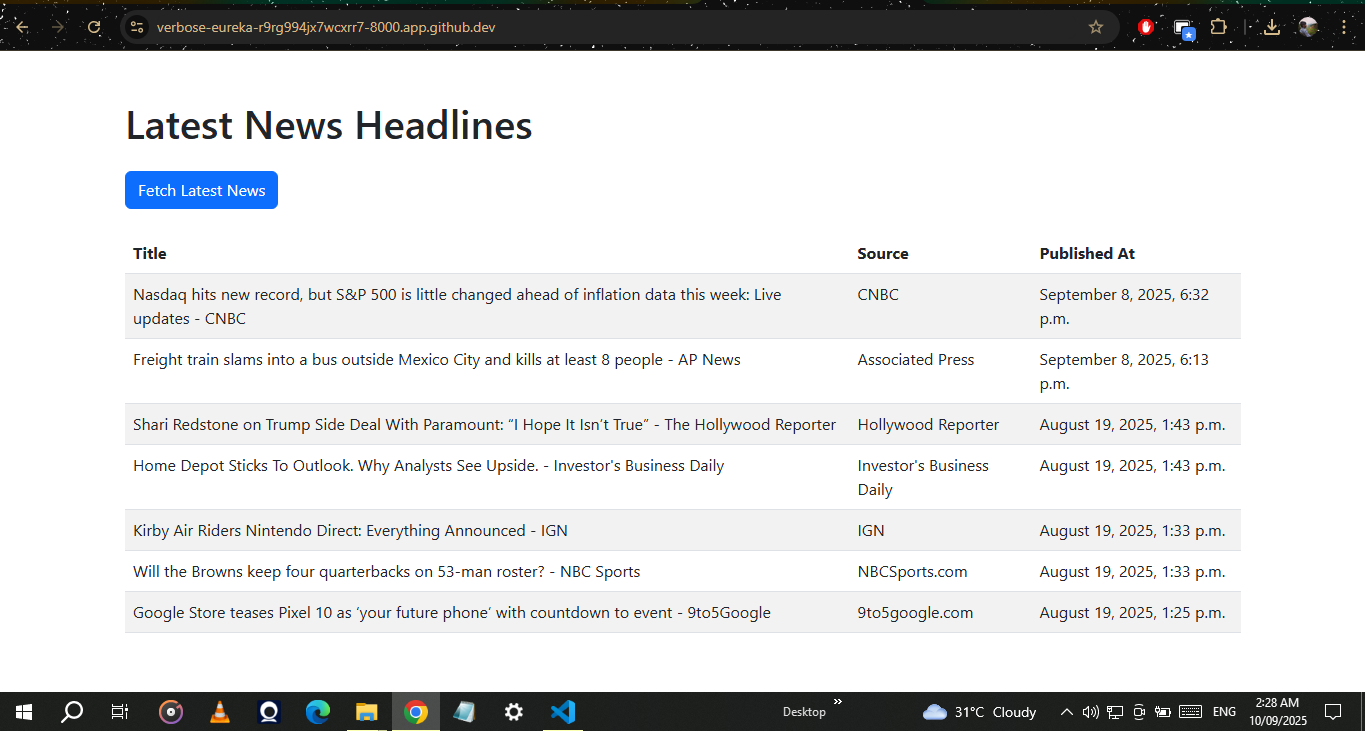 verbose-eureka-r9rg994jx7wcxrr7-8000.app.github.dev
Latest News Headlines
Fetch Latest News
Title Source Published At
Nasdaq hits new record, but S&P 500 is little changed ahead of inflation data this week: Live CNBC September 8, 2025, 6:32
updates - CNBC p.m.
Freight train slams into a bus outside Mexico City and kills at least 8 people - AP News Associated Press September 8, 2025, 6:13
p.m.
Shari Redstone on Trump Side Deal With Paramount: “I Hope It Isn’t True” - The Hollywood Reporter Hollywood Reporter August 19, 2025, 1:43 p.m.
Home Depot Sticks To Outlook. Why Analysts See Upside. - Investor's Business Daily Investor's Business August 19, 2025, 1:43 p.m.
Daily
Kirby Air Riders Nintendo Direct: Everything Announced - IGN IGN August 19, 2025, 1:33 p.m.
Will the Browns keep four quarterbacks on 53-man roster? - NBC Sports NBCSports.com August 19, 2025, 1:33 p.m.
Google Store teases Pixel 10 as ‘your future phone’ with countdown to event - 9to5Google 9to5google.com August 19, 2025, 1:25 p.m.
Desktop 31°C Cloudy ENG 2:28 AM
10/09/2025